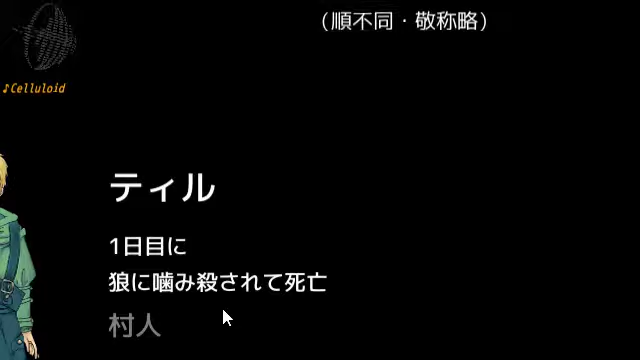 (順不同・敬称略)
♪Celluloid
ティル
1日目に
狼に噛み殺されて死亡
村人